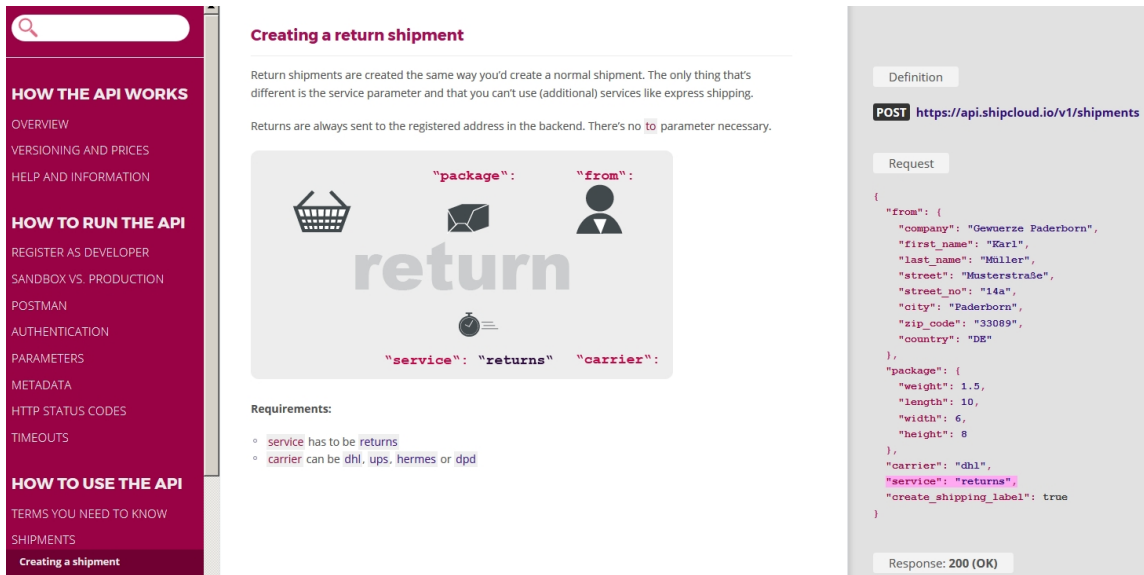 HOW THE API WORKS
OVERVIEW
VERSIONING AND PRICES
HELP AND INFORMATION
HOW TO RUN THE API
REGISTER AS DEVELOPER
SANDBOX VS. PRODUCTION
POSTMAN
AUTHENTICATION
PARAMETERS
METADATA
HTTP STATUS CODES
TIMEOUTS
HOW TO USE THE API
TERMS YOU NEED TO KNOW
SHIPMENTS
Creating a shipment
Creating a return shipment
Return shipments are created the same way you'd create a normal shipment. The only thing that's
different is the service parameter and that you can't use (additional) services like express shipping.
Returns are always sent to the registered address in the backend. There's no to parameter necessary.
"package": "from":
return
"service": "returns" "carrier":
Requirements:
◦ service has to be returns
◦ carrier can be dhl, ups, hermes or dpd
Definition
POST https://api.shipcloud.io/v1/shipments
Request
{
"from": {
"company": "Gewuerze Paderborn",
"first_name": "Karl",
"last_name": "Müller",
"street": "Musterstraße",
"street_no": "14a",
"city": "Paderborn",
"zip_code": "33089",
"country": "DE"
},
"package": {
"weight": 1.5,
"length": 10,
"width": 6,
"height": 8
},
"carrier": "dhl",
"service": "returns",
"create_shipping_label": true
}
Response: 200 (OK)